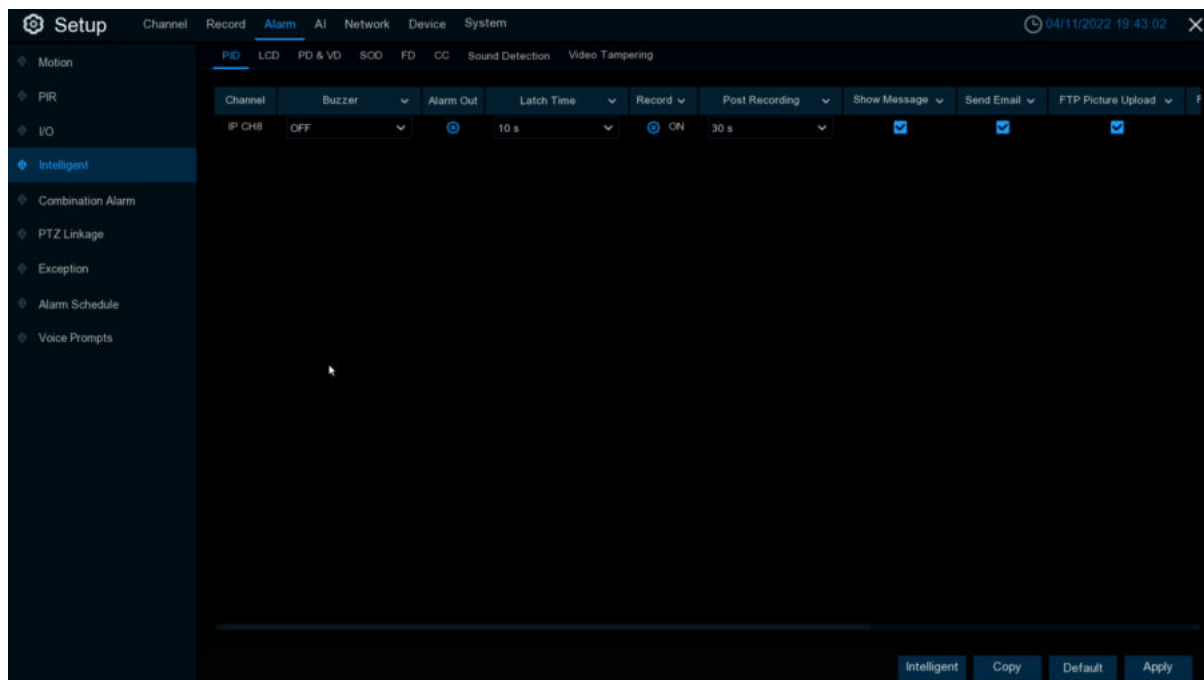 Setup Channel Record Alarm AI Network Device System 04/11/2022 19:43:02
Motion
PIR
I/O
Intelligent
Combination Alarm
PTZ Linkage
Exception
Alarm Schedule
Voice Prompts
PID LCD PD & VD SOD FD CC Sound Detection Video Tampering
Channel Buzzer Alarm Out Latch Time Record Post Recording Show Message Send Email FTP Picture Upload F
IP CH8 OFF 10 s ON 30 s
Intelligent Copy Default Apply